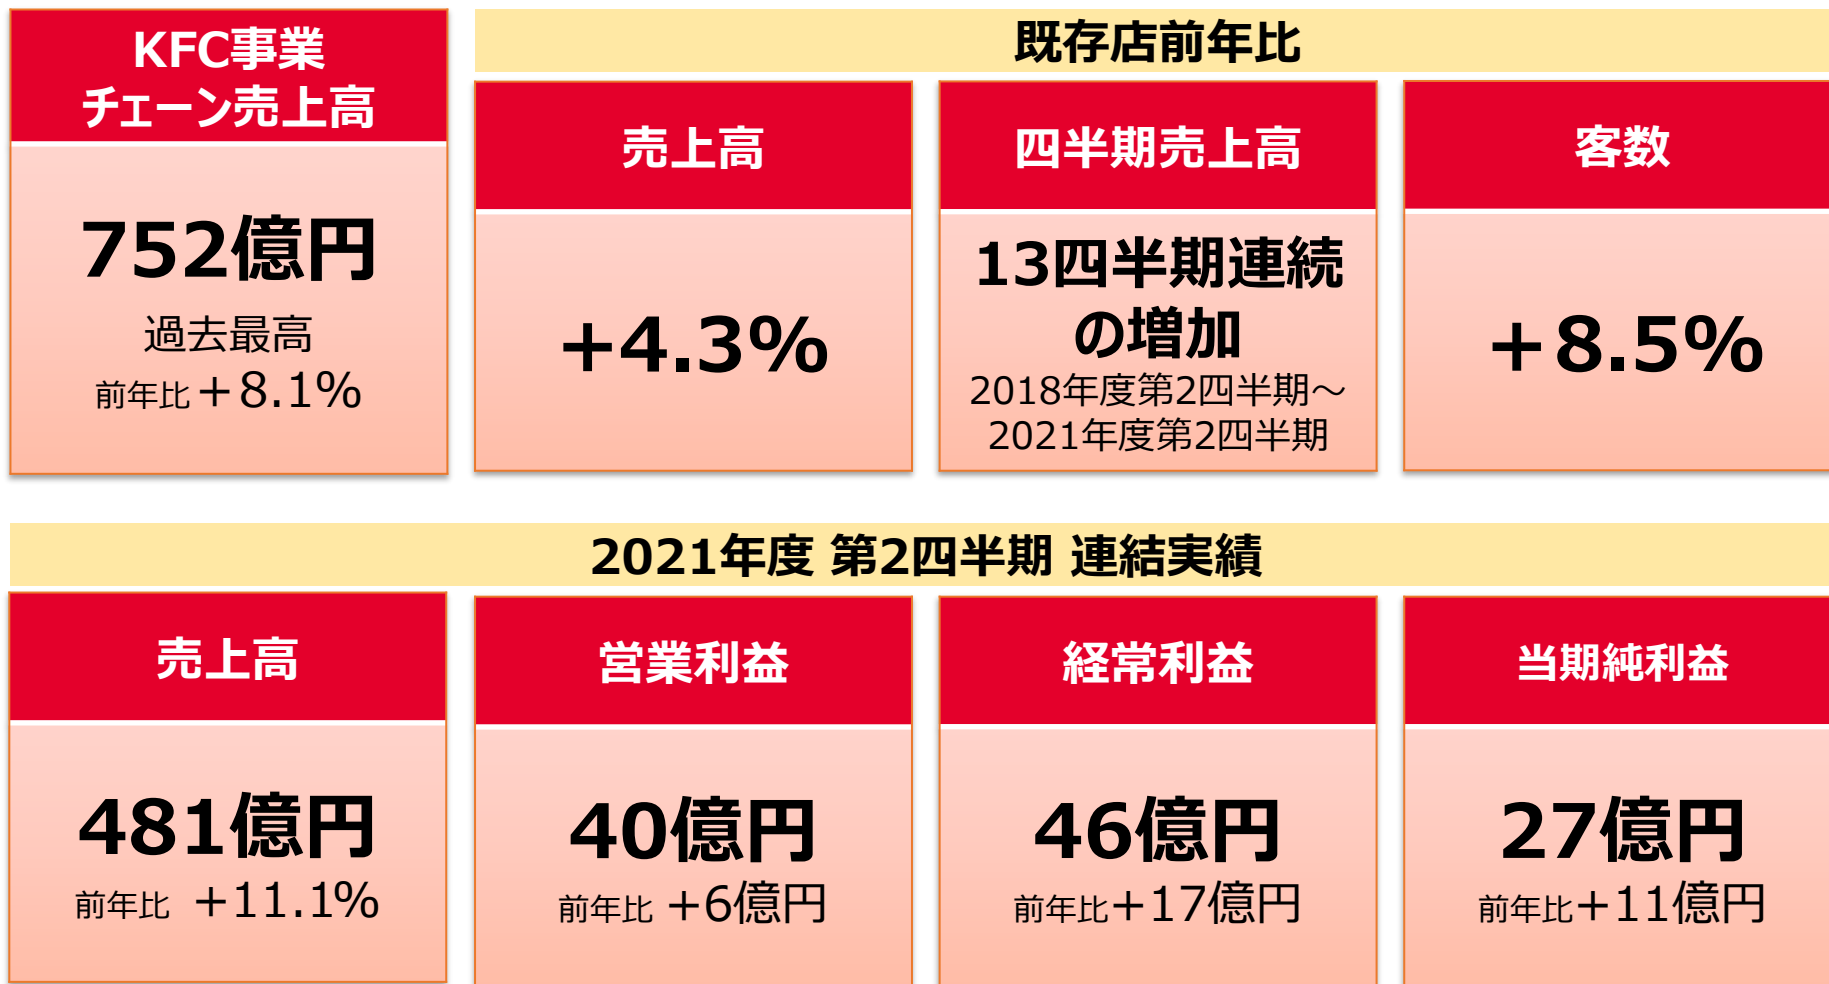 KFC事業
チェーン売上高
752億円
過去最高
前年比＋8.1%
既存店前年比
売上高
+4.3%
四半期売上高
13四半期連続
の増加
2018年度第2四半期～
2021年度第2四半期
客数
＋8.5%
2021年度 第2四半期 連結実績
売上高
481億円
前年比 +11.1%
営業利益
40億円
前年比 +6億円
経常利益
46億円
前年比+17億円
当期純利益
27億円
前年比+11億円